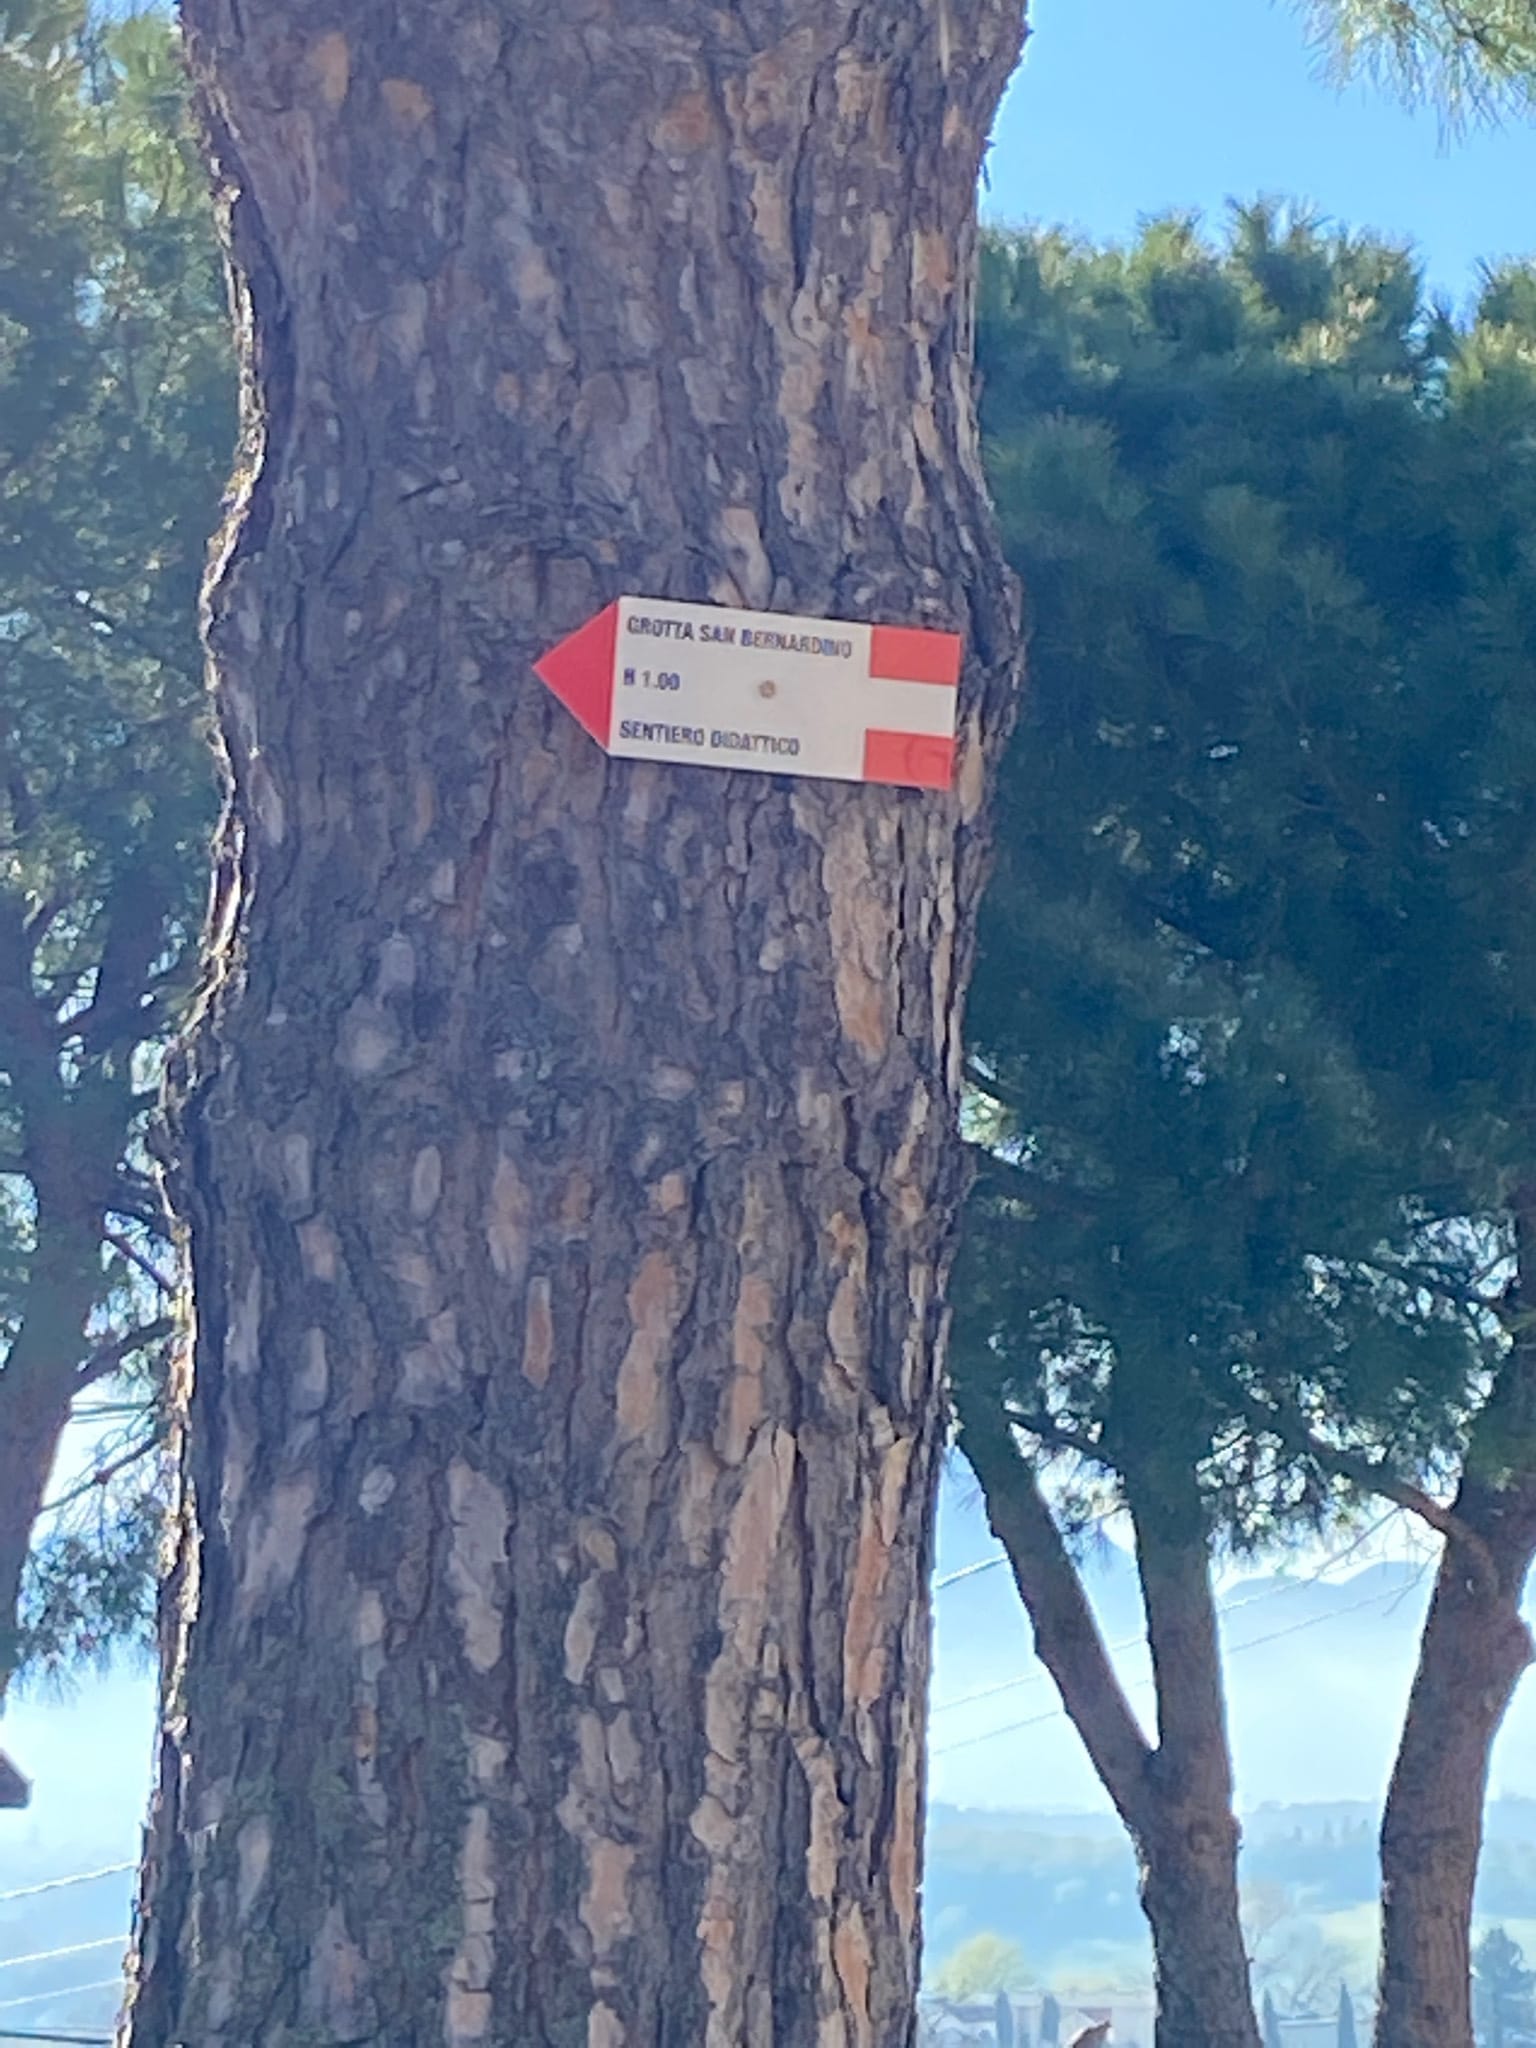 GROTTA SAN BERNARDINO
H 1.00
SENTIERO DIDATTICO